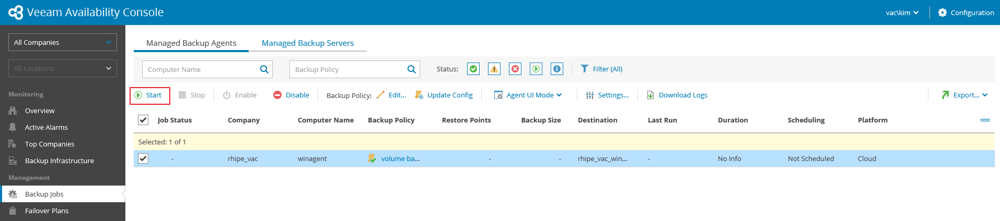 Veeam Availability Console
vac\kim
Configuration
All Companies
All Locations
Monitoring
Overview
Active Alarms
Top Companies
Backup Infrastructure
Management
Backup Jobs
Failover Plans
Managed Backup Agents
Managed Backup Servers
Computer Name
Backup Policy
Status:
Filter (All)
Start
Stop
Enable
Disable
Backup Policy:
Edit...
Update Config
Agent UI Mode
Settings...
Download Logs
Export...
Job Status Company Computer Name Backup Policy Restore Points Backup Size Destination Last Run Duration Scheduling Platform
Selected: 1 of 1
- rhipe_vac winagent volume ba... - - rhipe_vac_win... - No Info Not Scheduled Cloud